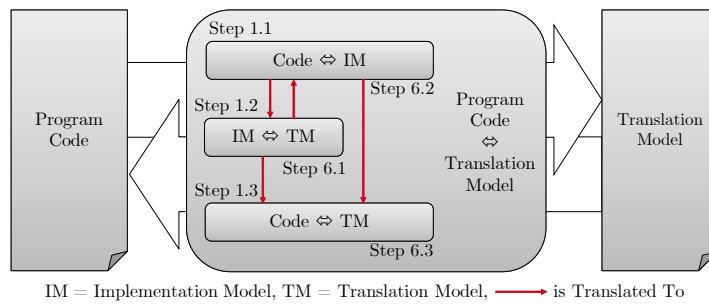 Step 1.1
Code ⇔ IM
Step 6.2
Step 1.2
IM ⇔ TM
Step 6.1
Step 1.3
Code ⇔ TM
Step 6.3
Program
Code
Program
Code
⇔
Translation
Model
Translation
Model
IM = Implementation Model, TM = Translation Model, is Translated To